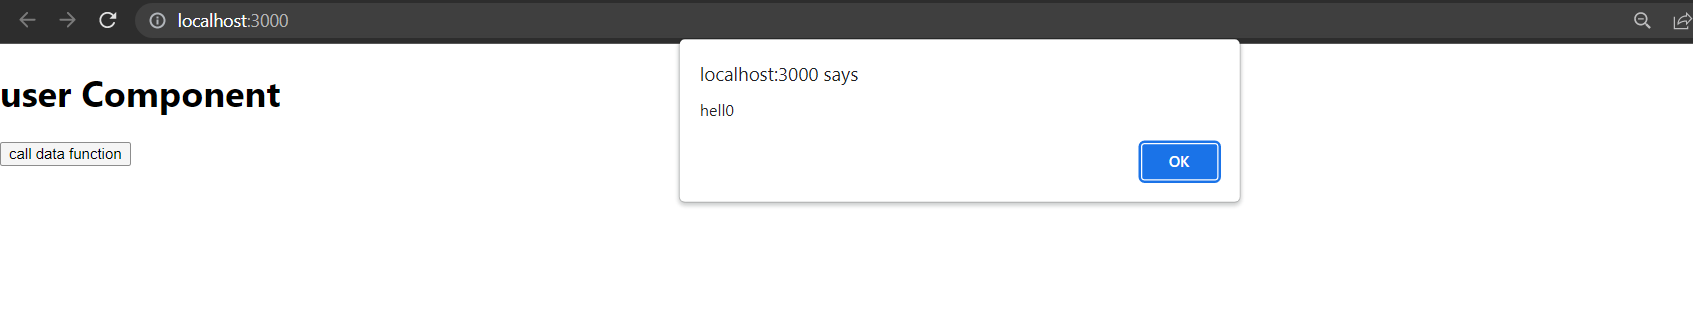 localhost:3000
localhost:3000 says
hell0
OK
user Component
call data function